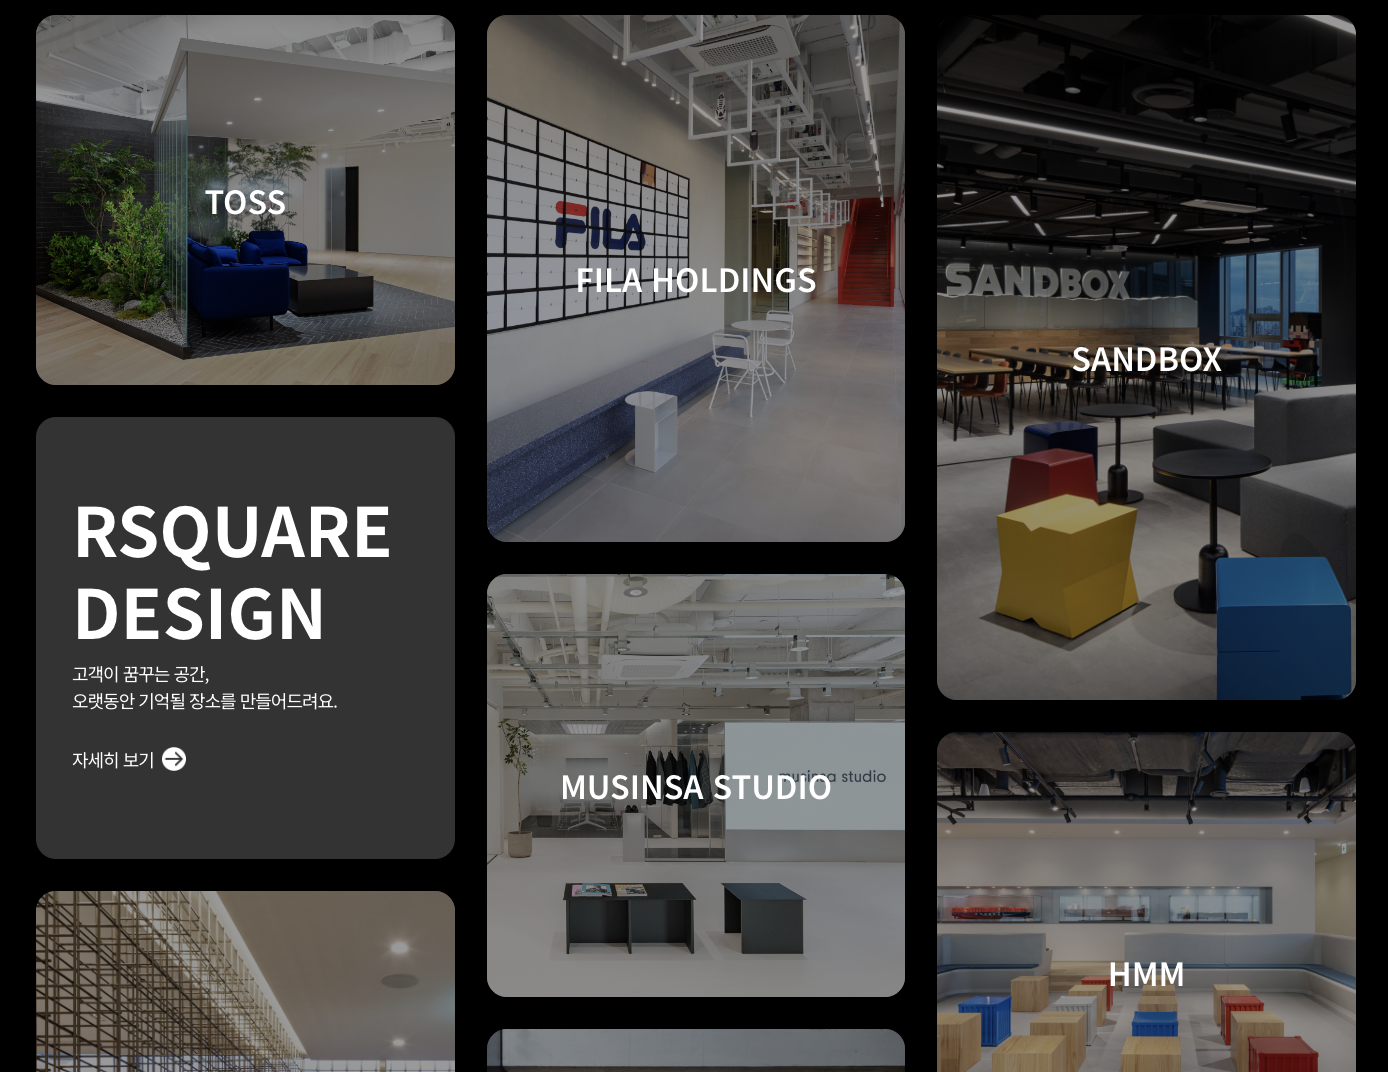 TOSS
RSQUARE
DESIGN
고객이 꿈꾸는 공간,
오랫동안 기억될 장소를 만들어드려요.
자세히 보기
FILA
FILA HOLDINGS
musinsa studio
MUSINSA STUDIO
SANDBOX
SANDBOX
HMM